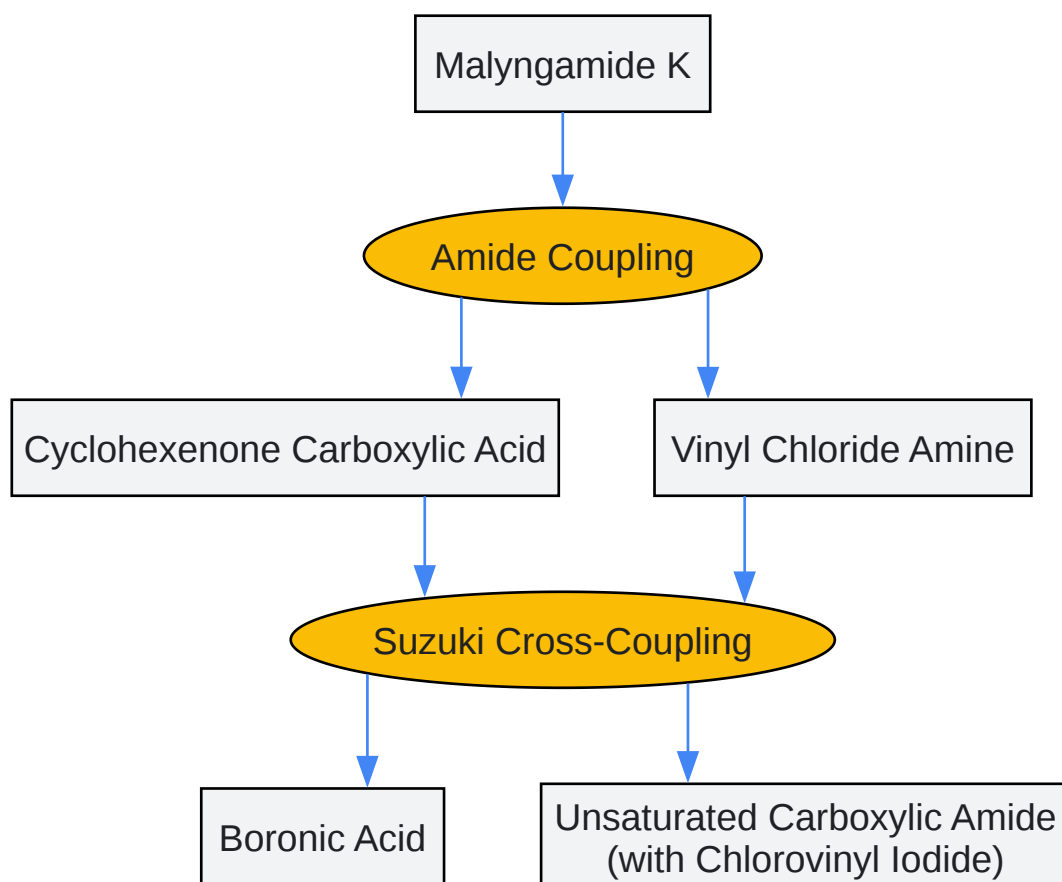 Malyngamide K
Amide Coupling
Cyclohexenone Carboxylic Acid
Vinyl Chloride Amine
Suzuki Cross-Coupling
Boronic Acid
Unsaturated Carboxylic Amide
(with Chlorovinyl Iodide)